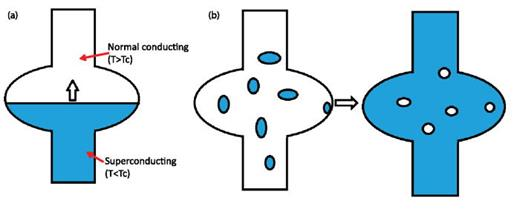 (a)
Normal conducting
(T>Tc)
Superconducting
(T<Tc)
(b)